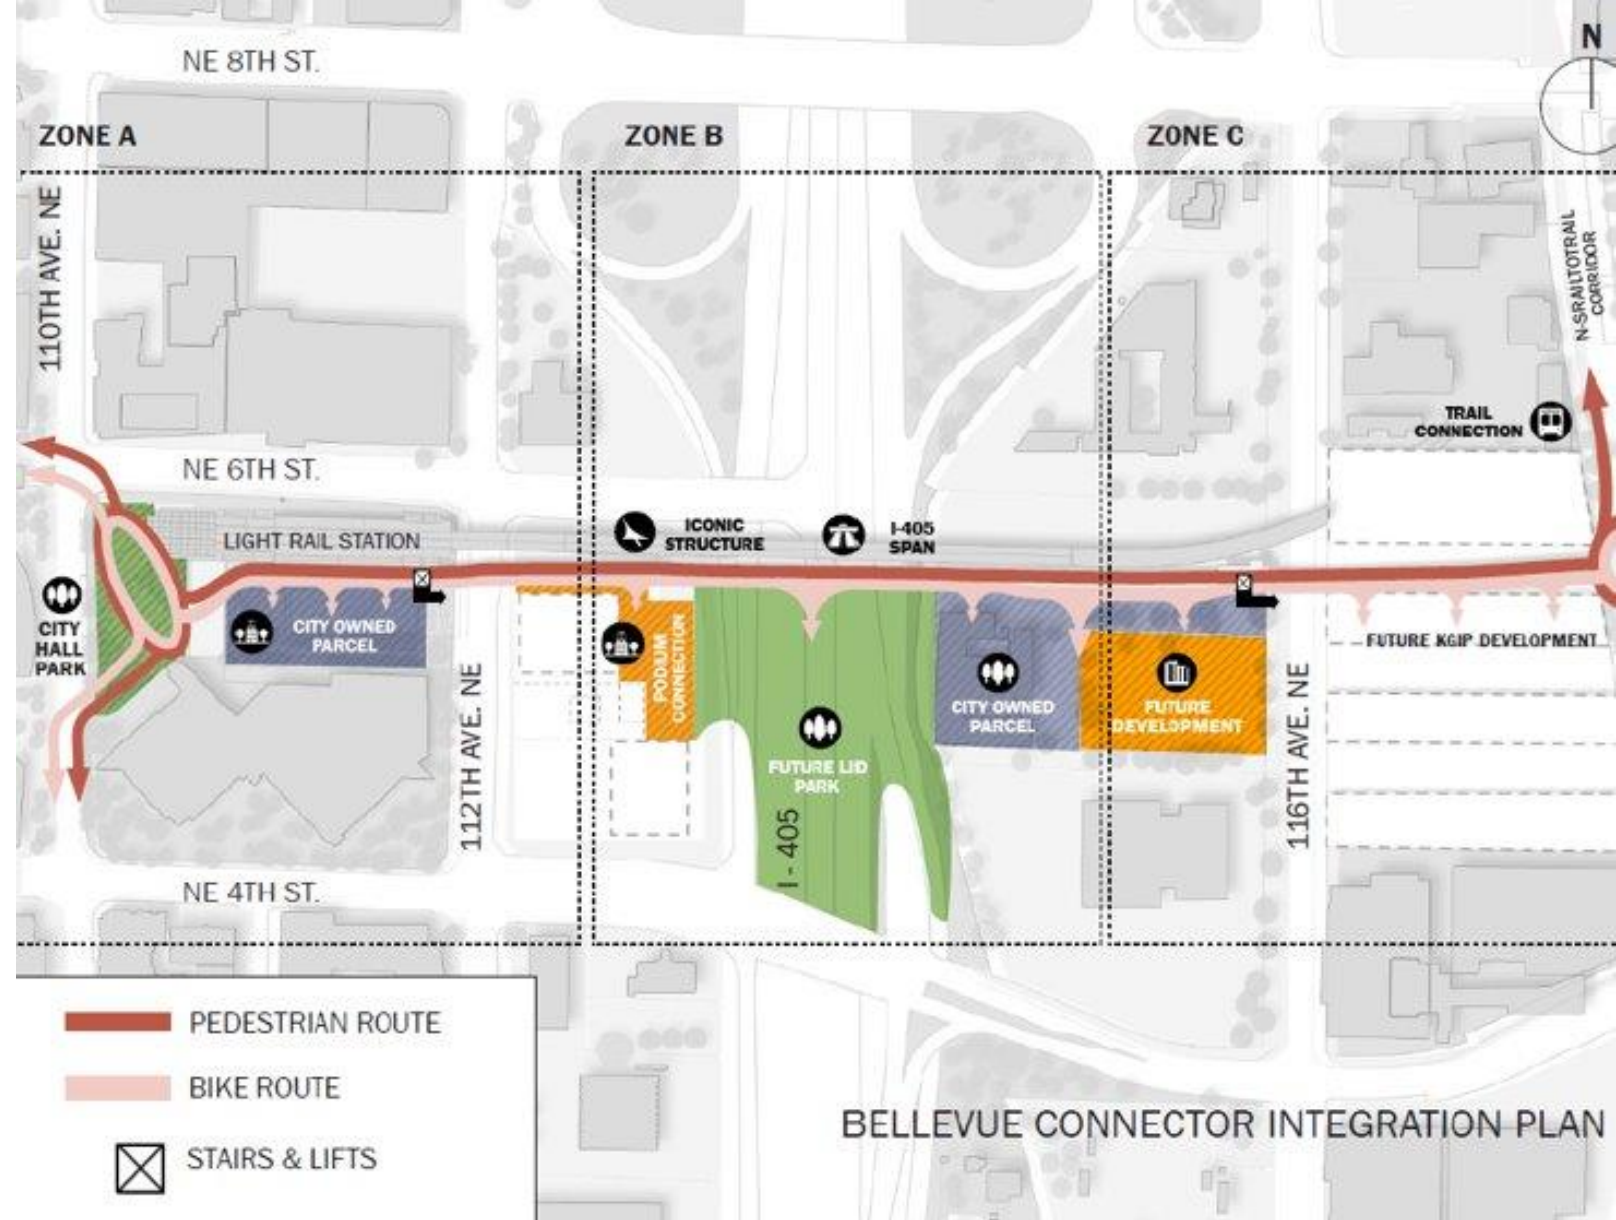 NE 8TH ST.
N
ZONE A
ZONE B
ZONE C
110TH AVE. NE
N-SRAILTOTRAIL
CORRIDOR
TRAIL
CONNECTION
NE 6TH ST.
LIGHT RAIL STATION
ICONIC
STRUCTURE
I-405
SPAN
CITY
HALL
PARK
CITY OWNED
PARCEL
PODIUM
CONNECTION
FUTURE KGIP DEVELOPMENT
112TH AVE. NE
CITY OWNED
PARCEL
FUTURE
DEVELOPMENT
116TH AVE. NE
FUTURE LID
PARK
I - 405
NE 4TH ST.
PEDESTRIAN ROUTE
BIKE ROUTE
STAIRS & LIFTS
BELLEVUE CONNECTOR INTEGRATION PLAN